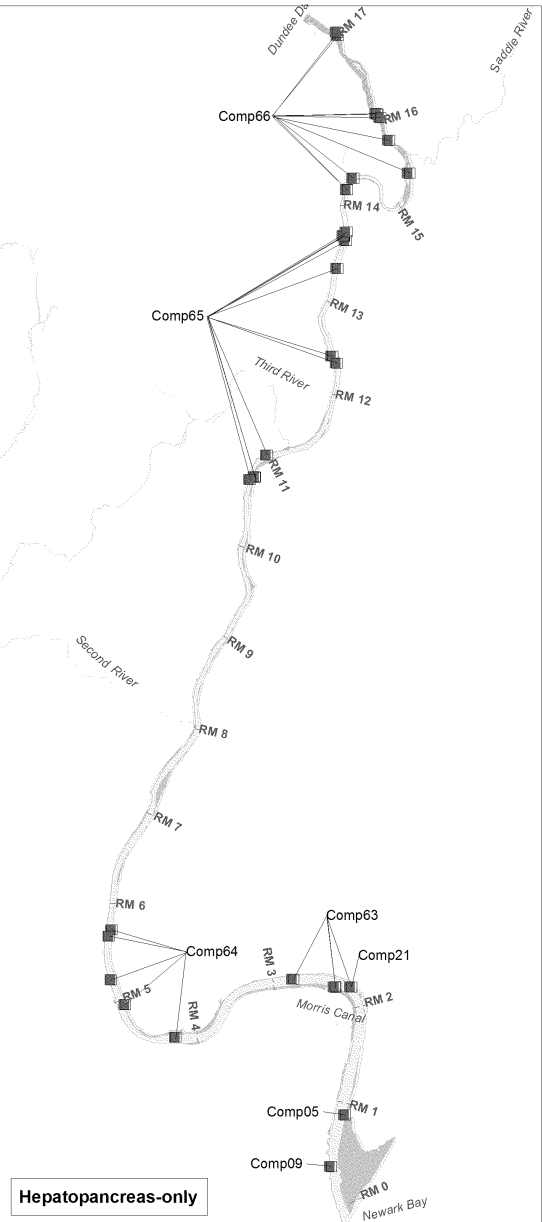 Dundee Da
RM 17
Saddle River
Comp66
RM 16
RM 14
RM 15
Comp65
RM 13
Third River
RM 12
RM 11
RM 10
RM 9
Second River
RM 8
RM 7
RM 6
Comp63
Comp64
Comp21
RM 3
RM 5
RM 2
Morris Canal
RM 4
RM 1
Comp05
Comp09
Hepatopancreas-only
RM 0
Newark Bay